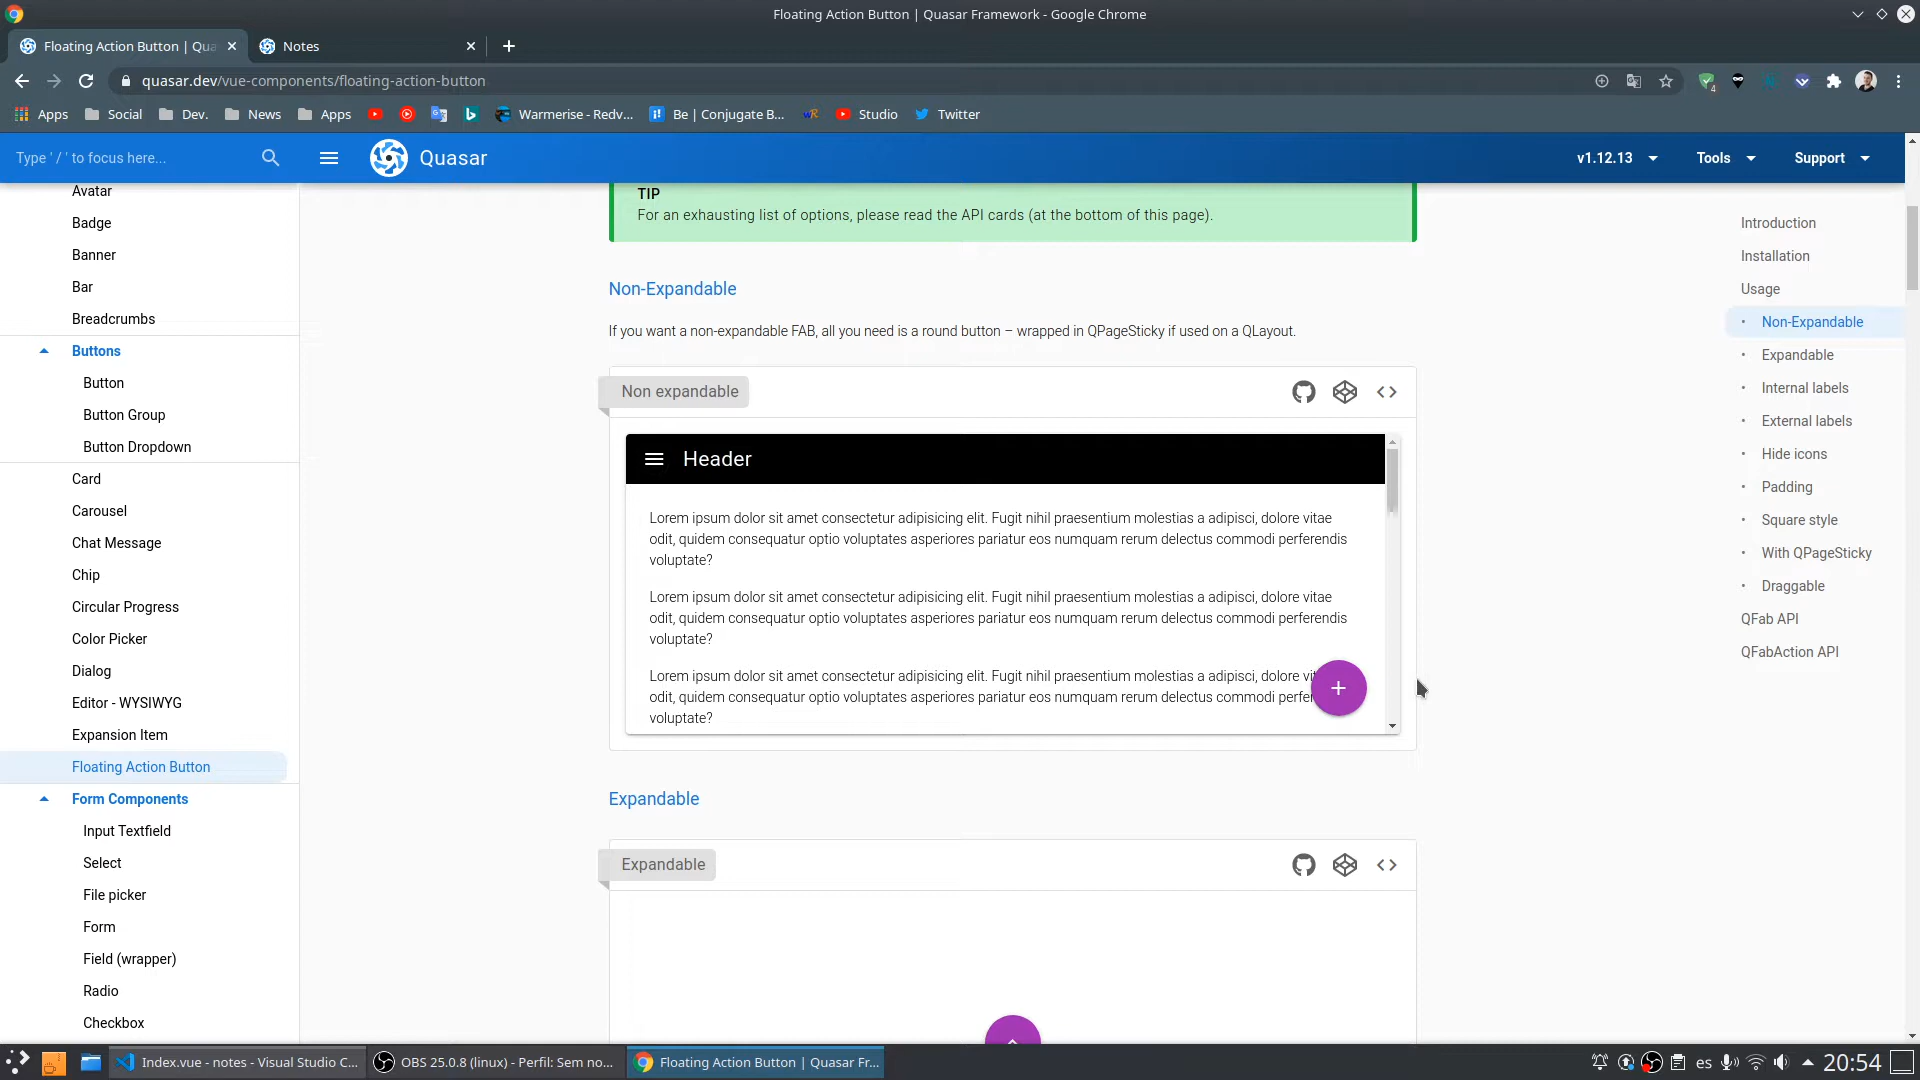 Floating Action Button | Quasar Framework - Google Chrome
Floating Action Button | Qua
Notes
quasar.dev/vue-components/floating-action-button
4
Apps
Social
Dev.
News
Apps
Warmerise - Redv...
Be | Conjugate B...
wR
Studio
Twitter
Type ' / ' to focus here...
Quasar
v1.12.13
Tools
Support
Avatar
Badge
Banner
Bar
Breadcrumbs
Buttons
Button
Button Group
Button Dropdown
Card
Carousel
Chat Message
Chip
Circular Progress
Color Picker
Dialog
Editor - WYSIWYG
Expansion Item
Floating Action Button
Form Components
Input Textfield
Select
File picker
Form
Field (wrapper)
Radio
Checkbox
TIP
For an exhausting list of options, please read the API cards (at the bottom of this page).
Non-Expandable
If you want a non-expandable FAB, all you need is a round button – wrapped in QPageSticky if used on a QLayout.
Non expandable
Header
Lorem ipsum dolor sit amet consectetur adipisicing elit. Fugit nihil praesentium molestias a adipisci, dolore vitae
odit, quidem consequatur optio voluptates asperiores pariatur eos numquam rerum delectus commodi perferendis
voluptate?
Lorem ipsum dolor sit amet consectetur adipisicing elit. Fugit nihil praesentium molestias a adipisci, dolore vitae
odit, quidem consequatur optio voluptates asperiores pariatur eos numquam rerum delectus commodi perferendis
voluptate?
Lorem ipsum dolor sit amet consectetur adipisicing elit. Fugit nihil praesentium molestias a adipisci, dolore vi
odit, quidem consequatur optio voluptates asperiores pariatur eos numquam rerum delectus commodi perfer
voluptate?
Expandable
Expandable
Introduction
Installation
Usage
• Non-Expandable
• Expandable
• Internal labels
• External labels
• Hide icons
• Padding
• Square style
• With QPageSticky
• Draggable
QFab API
QFabAction API
Index.vue - notes - Visual Studio C...
OBS 25.0.8 (linux) - Perfil: Sem no...
Floating Action Button | Quasar Fr...
es
20:54